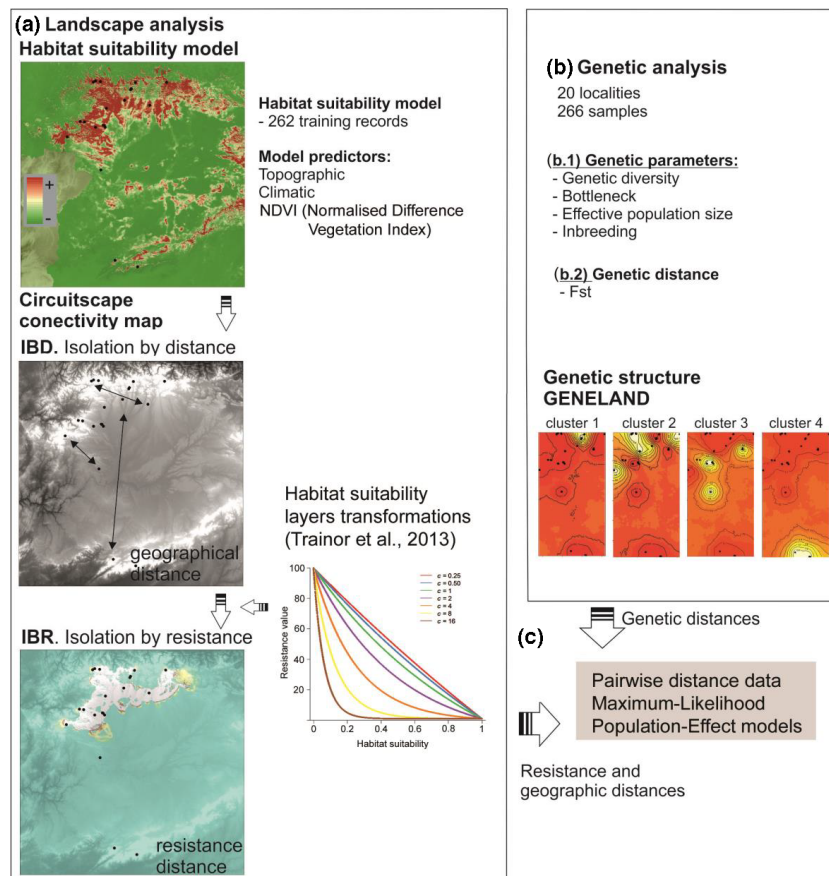 (a) Landscape analysis
Habitat suitability model
+
-
Habitat suitability model
- 262 training records
Model predictors:
Topographic
Climatic
NDVI (Normalised Difference
Vegetation Index)
Circuitscape
conectivity map
IBD. Isolation by distance
geographical
distance
Habitat suitability
layers transformations
(Trainor et al., 2013)
100
80
60
40
20
Resistance value
c = 0.25
c = 0.50
c = 1
c = 2
c = 4
c = 8
c = 16
0 0.2 0.4 0.6 0.8 1
Habitat suitability
IBR. Isolation by resistance
resistance
distance
(b) Genetic analysis
20 localities
266 samples
(b.1) Genetic parameters:
- Genetic diversity
- Bottleneck
- Effective population size
- Inbreeding
(b.2) Genetic distance
- Fst
Genetic structure
GENELAND
cluster 1 cluster 2 cluster 3 cluster 4
(c)
Genetic distances
Pairwise distance data
Maximum-Likelihood
Population-Effect models
Resistance and
geographic distances